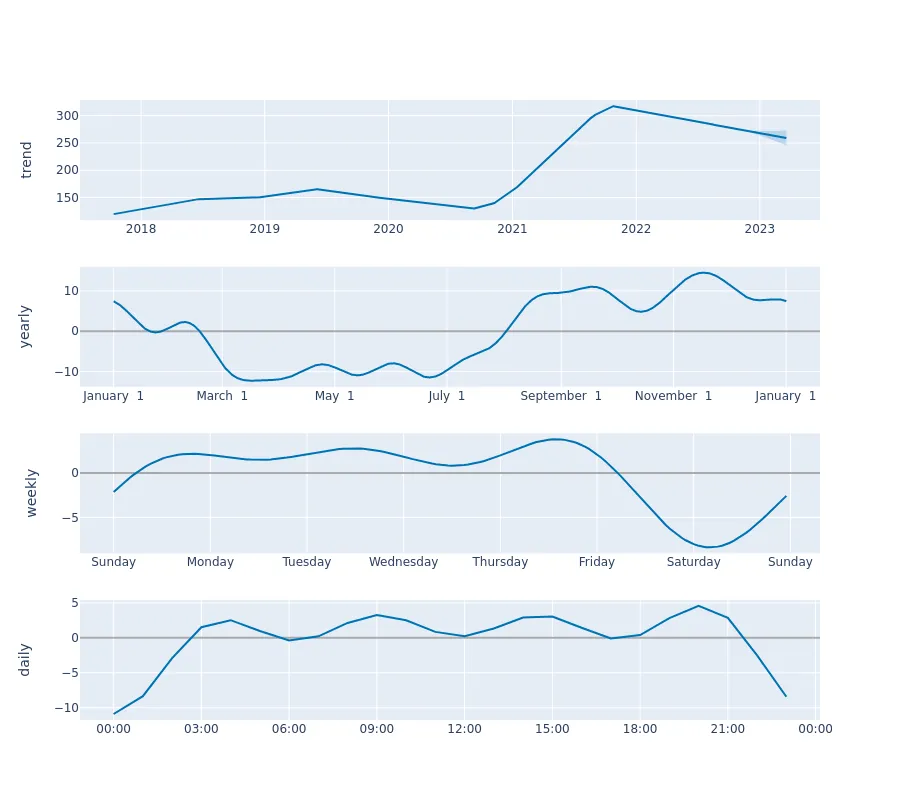 trend
300
250
200
150
2018 2019 2020 2021 2022 2023
yearly
10
0
−10
January 1 March 1 May 1 July 1 September 1 November 1 January 1
weekly
0
−5
Sunday Monday Tuesday Wednesday Thursday Friday Saturday Sunday
daily
5
0
−5
−10
00:00 03:00 06:00 09:00 12:00 15:00 18:00 21:00 00:00